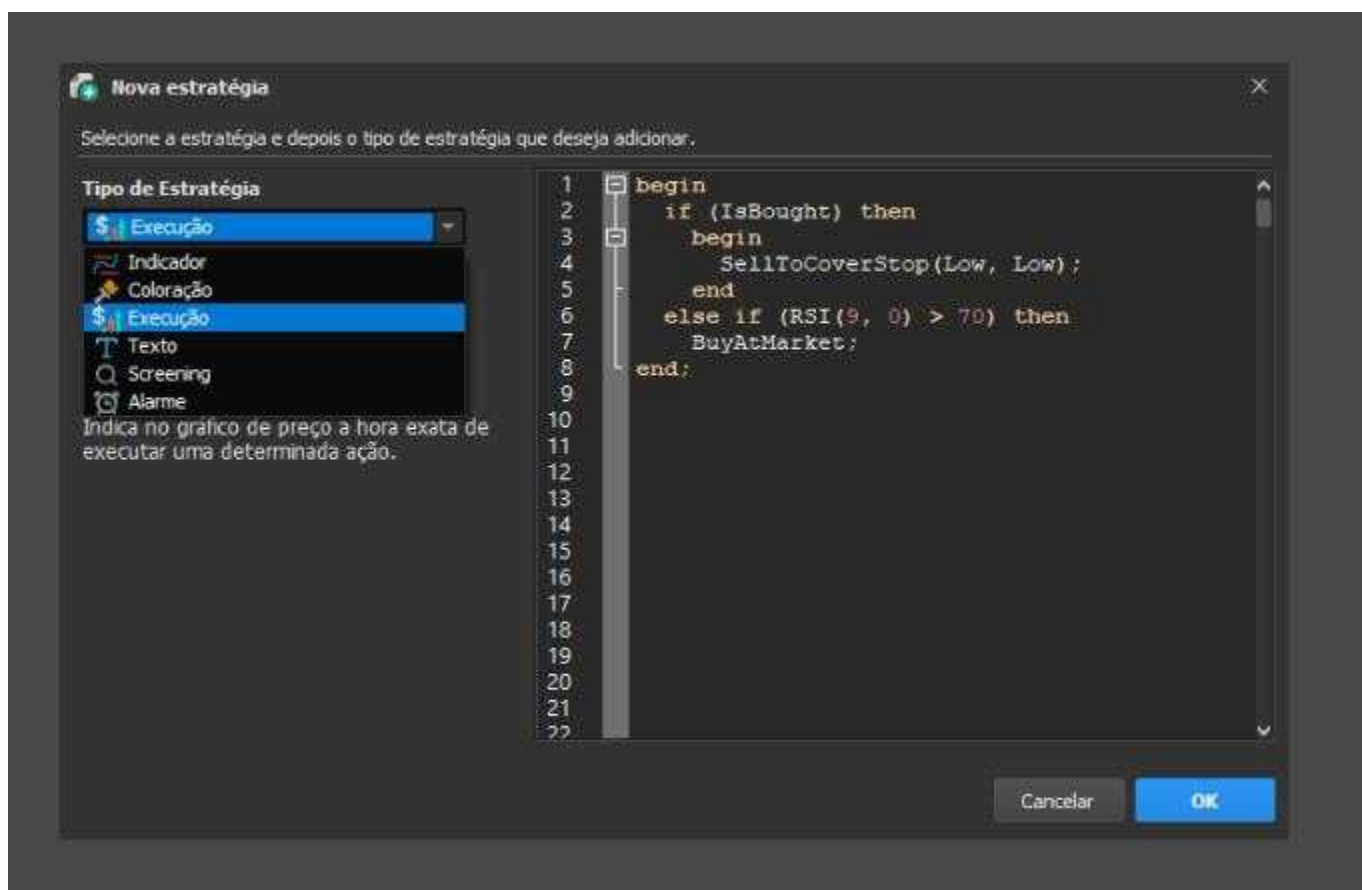 Nova estratégia
Selecione a estratégia e depois o tipo de estratégia que deseja adicionar.
Tipo de Estratégia
Execução
Indicador
Coloração
Execução
Texto
Screening
Alarme
Indica no gráfico de preço a hora exata de
executar uma determinada ação.
1 begin
2 if (IsBought) then
3 begin
4 SellToCoverStop(Low, Low);
5 end
6 else if (RSI(9, 0) > 70) then
7 BuyAtMarket;
8 end;
9
10
11
12
13
14
15
16
17
18
19
20
21
22
Cancelar
OK